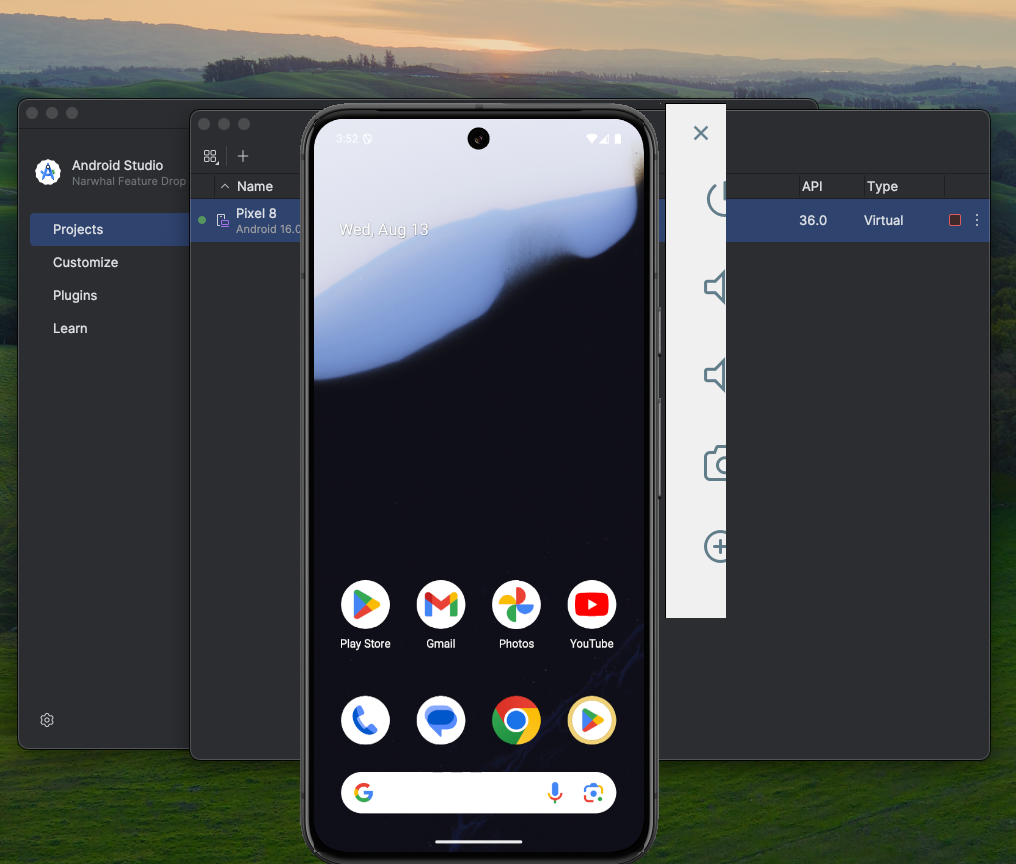 Android Studio
Narwhal Feature Drop
Projects
Customize
Plugins
Learn
Name
API
Type
Pixel 8
Android 16.0
36.0
Virtual
3:52
Wed, Aug 13
Play Store
Gmail
Photos
YouTube